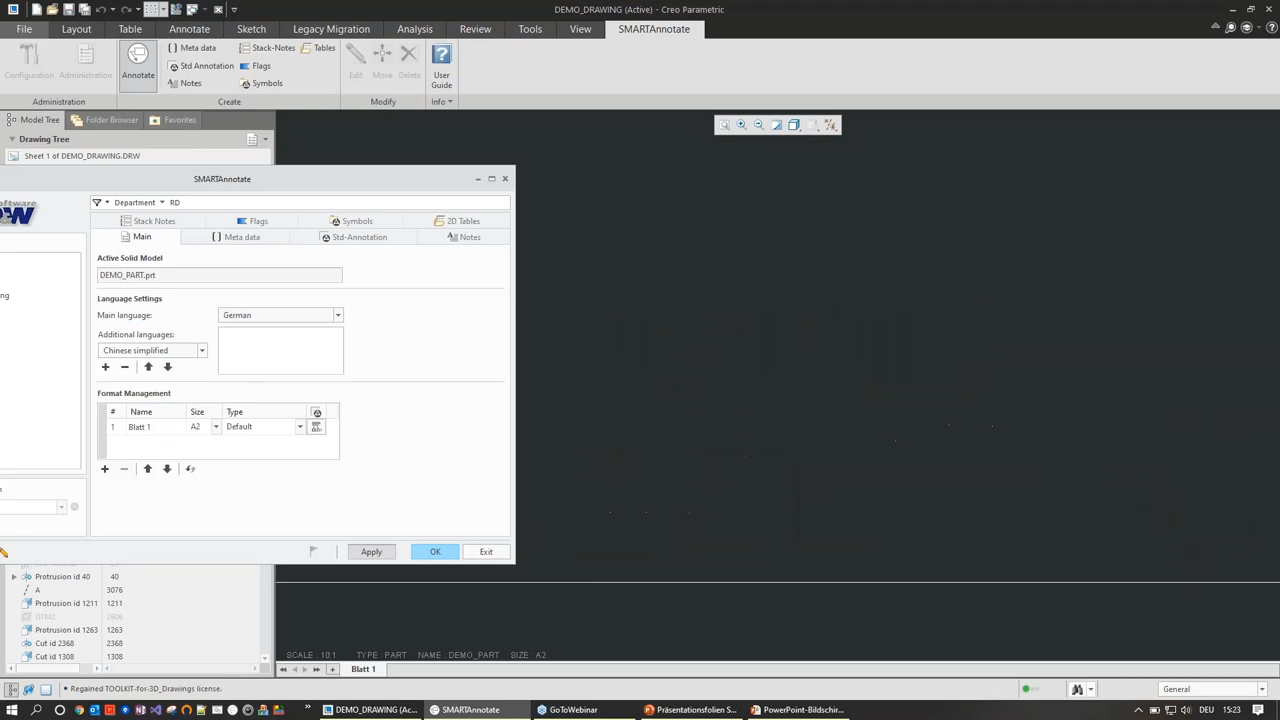 DEMO_DRAWING (Active) - Creo Parametric
File Layout Table Annotate Sketch Legacy Migration Analysis Review Tools View SMARTAnnotate
Configuration Administration Annotate
Meta data Stack-Notes Tables
Std Annotation Flags
Notes Symbols
Edit Move Delete User Guide
Administration Create Modify Info
Model Tree Folder Browser Favorites
Drawing Tree
Sheet 1 of DEMO_DRAWING.DRW
SMARTAnnotate
Department RD
Stack Notes Flags Symbols 2D Tables
Main Meta data Std-Annotation Notes
Active Solid Model
DEMO_PART.prt
Language Settings
Main language: German
Additional languages:
Chinese simplified
Format Management
# Name Size Type
1 Blatt 1 A2 Default
Apply OK Exit
Protrusion id 40 40
A 3076
Protrusion id 1211 1211
DTM2 2606
Protrusion id 1263 1263
Cut id 2368 2368
Cut id 1308 1308
SCALE : 10:1 TYPE : PART NAME : DEMO_PART SIZE : A2
Blatt 1
• Regained TOOLKIT-for-3D_Drawings license.
General
DEMO_DRAWING (Ac... SMARTAnnotate GoToWebinar Präsentationsfolien S... PowerPoint-Bildschir... DEU 15:23